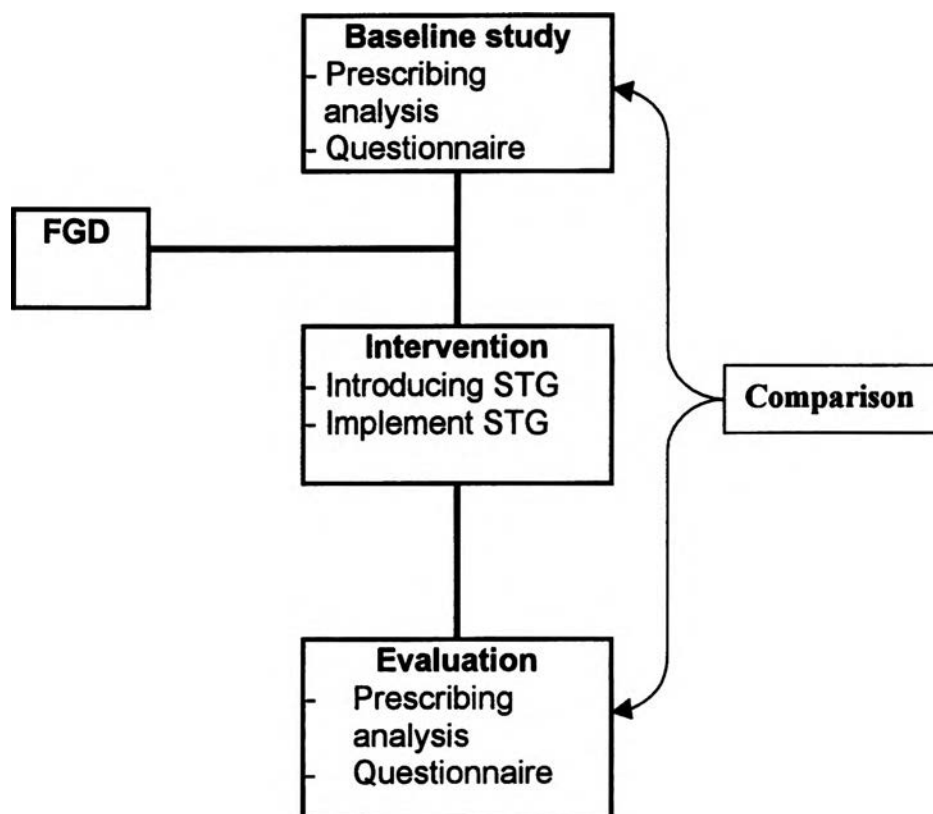 Baseline study
- Prescribing
analysis
- Questionnaire
FGD
Intervention
- Introducing STG
- Implement STG
Comparison
Evaluation
- Prescribing
analysis
- Questionnaire